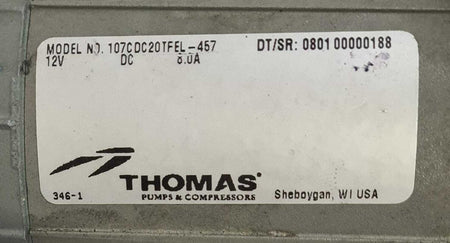 MODEL NO. 107CDC20TFEL-457 DT/SR: 0801 00000188
12V DC 8.0A
THOMAS
PUMPS & COMPRESSORS
346-1 Sheboygan, WI USA